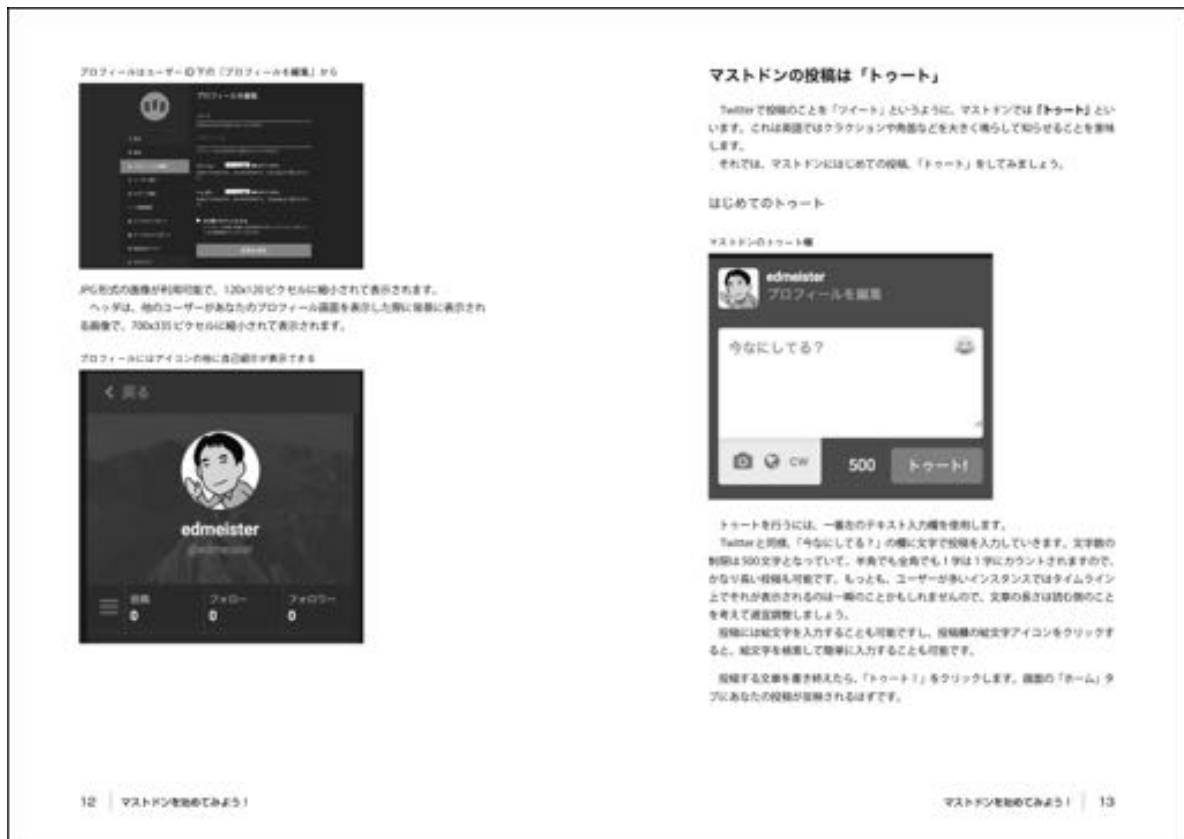 プロフィールはユーザーID下の「プロフィールを編集」から
プロフィールを編集
JPG形式の画像が利用可能で、120x120ピクセルに縮小されて表示されます。
ヘッダは、他のユーザーがあなたのプロフィール画面を表示した際に背景に表示され
る画像で、700x335ピクセルに縮小されて表示されます。
プロフィールにはアイコンの他に自己紹介が表示できる
戻る
edmeister
@edmeister
投稿 フォロー フォロワー
0 0 0
12 マストドンを始めてみよう!
マストドンの投稿は「トゥート」
Twitterで投稿のことを「ツイート」というように、マストドンでは「トゥート」とい
います。これは英語ではクラクションや角笛などを大きく鳴らして知らせることを意味
します。
それでは、マストドンにはじめての投稿、「トゥート」をしてみましょう。
はじめてのトゥート
マストドンのトゥート欄
edmeister
プロフィールを編集
今なにしてる?
CW 500 トゥート!
トゥートを行うには、一番左のテキスト入力欄を使用します。
Twitterと同様、「今なにしてる?」の欄に文字で投稿を入力していきます。文字数の
制限は500文字となっていて、半角でも全角でも1字は1字にカウントされますので、
かなり長い投稿も可能です。もっとも、ユーザーが多いインスタンスではタイムライン
上でそれが表示されるのは一瞬のことかもしれませんので、文章の長さは読む側のこと
を考えて適宜調整しましょう。
投稿には絵文字を入力することも可能ですし、投稿欄の絵文字アイコンをクリックす
ると、絵文字を検索して簡単に入力することも可能です。
投稿する文章を書き終えたら、「トゥート!」をクリックします。画面の「ホーム」タ
ブにあなたの投稿が反映されるはずです。
マストドンを始めてみよう! 13